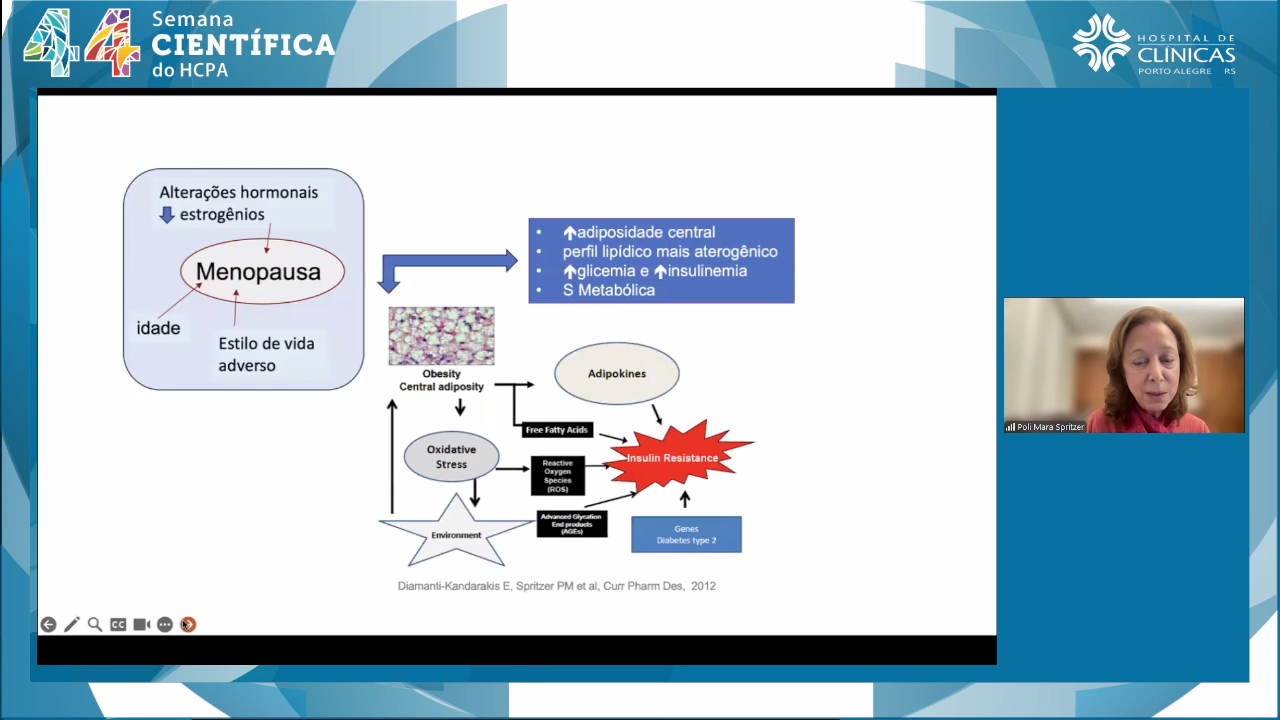 44
Semana
CIENTÍFICA
do HCPA
HOSPITAL DE
CLÍNICAS
PORTO ALEGRE RS
Alterações hormonais
estrogênios
Menopausa
idade
Estilo de vida
adverso
• adiposidade central
• perfil lipídico mais aterogênico
• glicemia e insulinemia
• S Metabólica
Obesity
Central adiposity
Adipokines
Free Fatty Acids
Oxidative
Stress
Reactive
Oxygen
Species
(ROS)
Insulin Resistance
Advanced Glycation
End products
(AGEs)
Environment
Genes
Diabetes type 2
Diamanti-Kandarakis E, Spritzer PM et al, Curr Pharm Des, 2012
CC
Poli Mara Spritzer